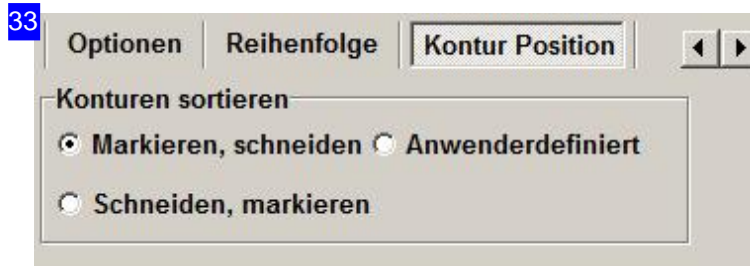 33
Optionen Reihenfolge Kontur Position
Konturen sortieren
Markieren, schneiden Anwenderdefiniert
Schneiden, markieren